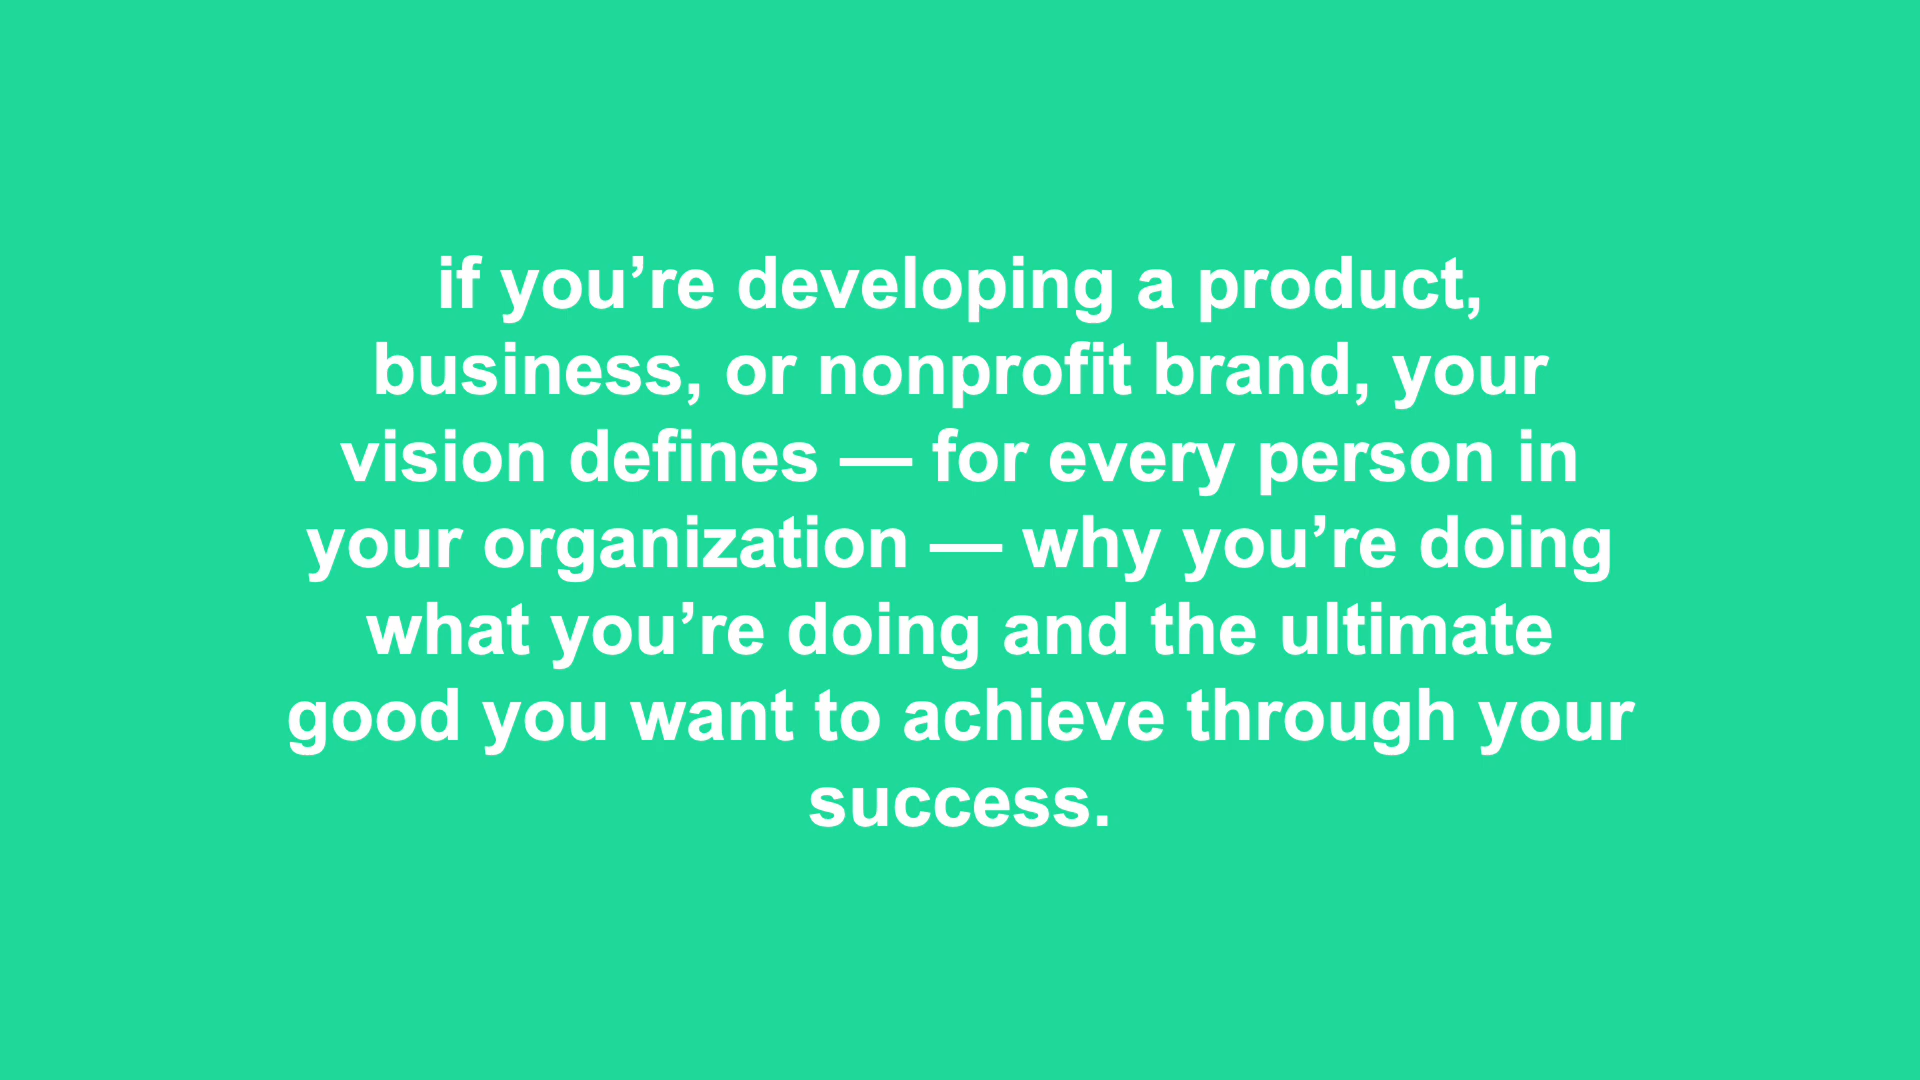 if you’re developing a product,
business, or nonprofit brand, your
vision defines — for every person in
your organization — why you’re doing
what you’re doing and the ultimate
good you want to achieve through your
success.